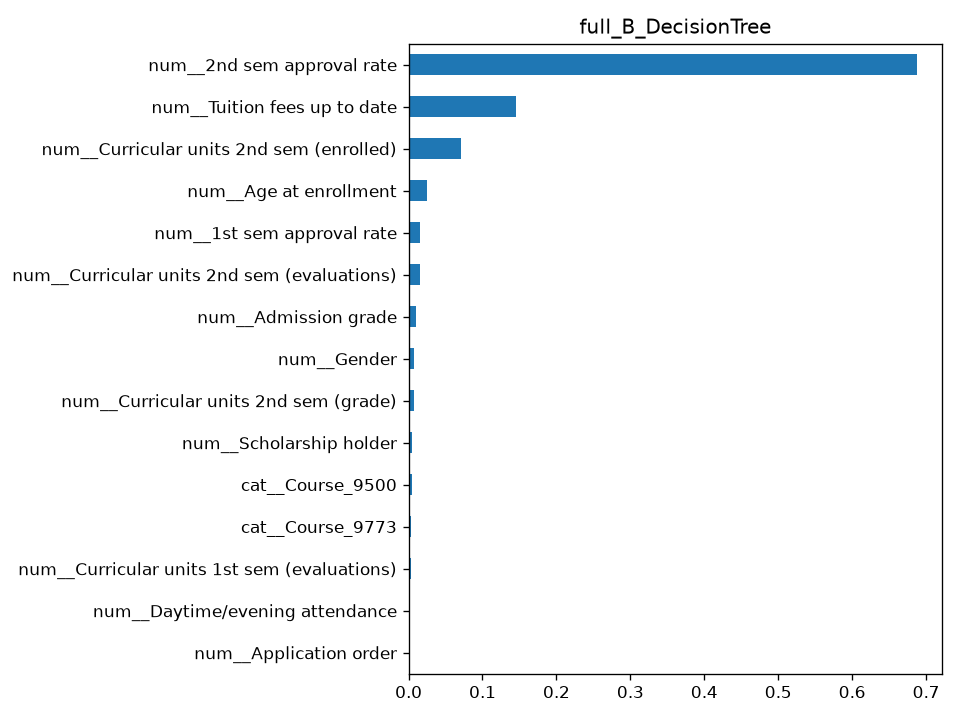 full_B_DecisionTree
num__2nd sem approval rate
num__Tuition fees up to date
num__Curricular units 2nd sem (enrolled)
num__Age at enrollment
num__1st sem approval rate
num__Curricular units 2nd sem (evaluations)
num__Admission grade
num__Gender
num__Curricular units 2nd sem (grade)
num__Scholarship holder
cat__Course_9500
cat__Course_9773
num__Curricular units 1st sem (evaluations)
num__Daytime/evening attendance
num__Application order
0.0 0.1 0.2 0.3 0.4 0.5 0.6 0.7